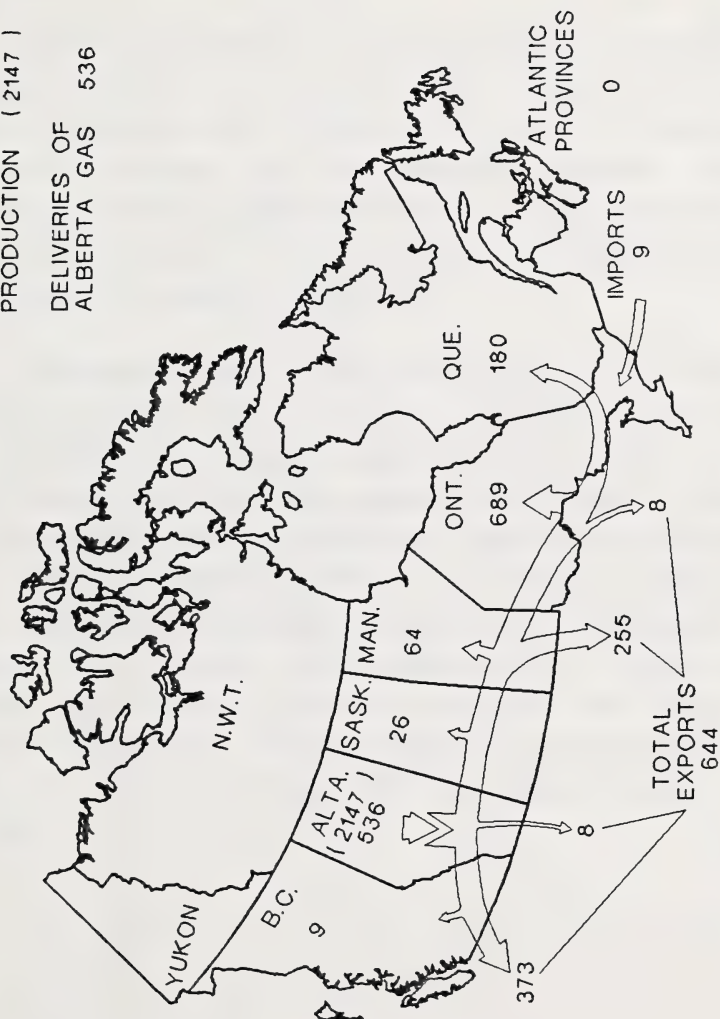 PRODUCTION ( 2147 )
DELIVERIES OF
ALBERTA GAS 536
YUKON
N.W.T.
B.C.
9
ALTA.
( 2147 )
536
SASK.
26
MAN.
64
ONT.
689
QUE.
180
ATLANTIC
PROVINCES
0
IMPORTS
9
373
8
255
8
TOTAL
EXPORTS
644